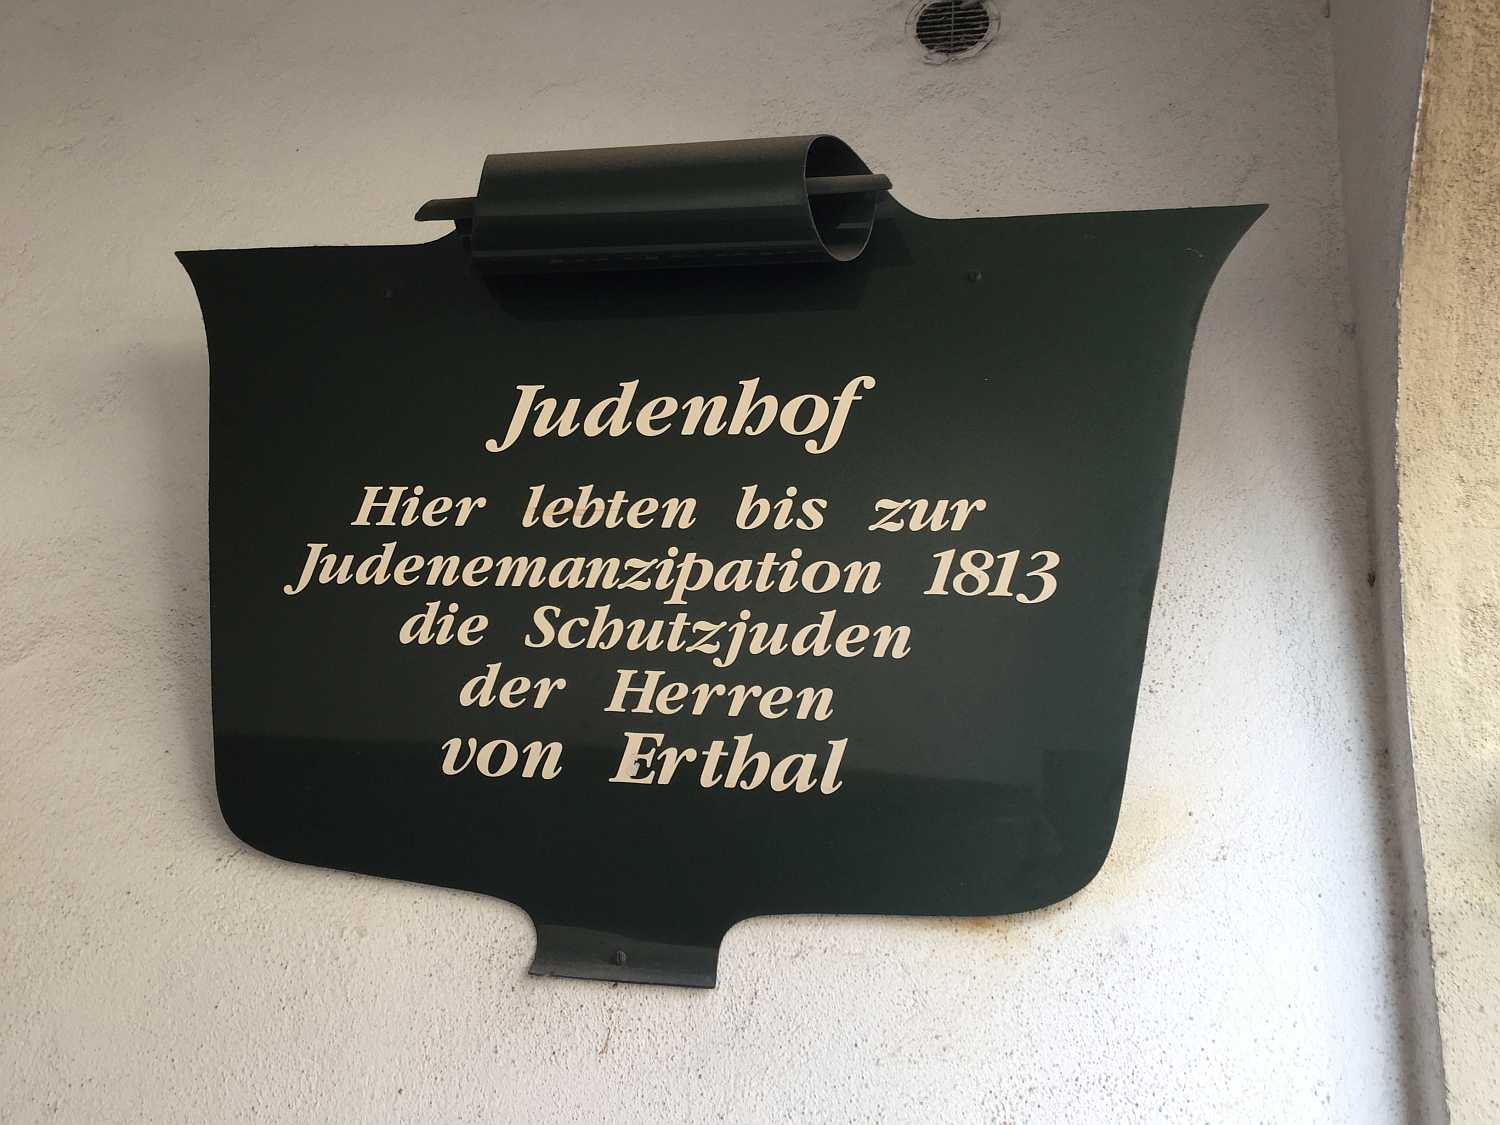 Judenhof
Hier lebten bis zur
Judenemanzipation 1813
die Schutzjuden
der Herren
von Erthal